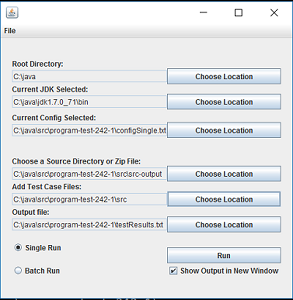 File
Root Directory:
C:\java
Choose Location
Current JDK Selected:
C:\java\jdk1.7.0_71\bin
Choose Location
Current Config Selected:
C:\java\src\program-test-242-1\configSingle.txt
Choose Location
Choose a Source Directory or Zip File:
C:\java\src\program-test-242-1\src\src-output
Choose Location
Add Test Case Files:
C:\java\src\program-test-242-1\src
Choose Location
Output file:
C:\java\src\program-test-242-1\testResults.txt
Choose Location
Single Run
Run
Batch Run
Show Output in New Window